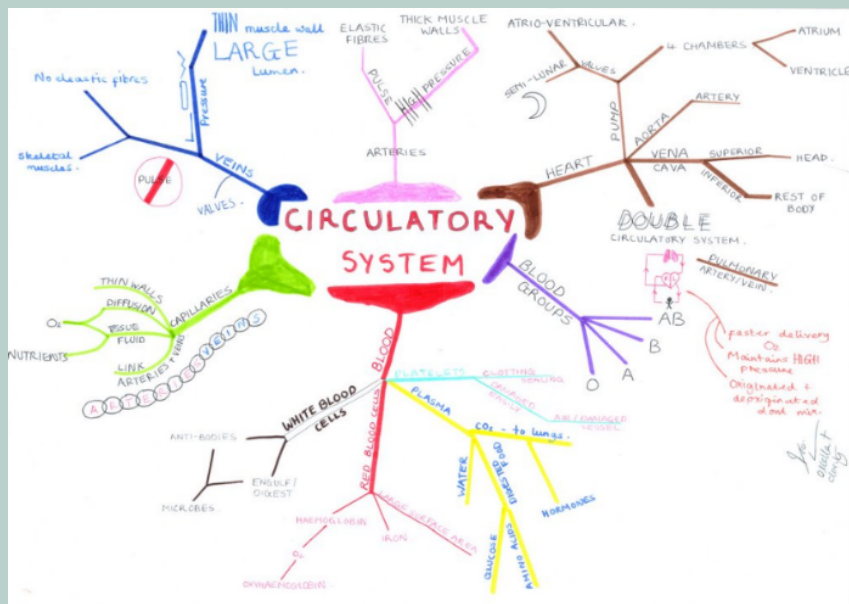 CIRCULATORY
SYSTEM
VEINS
VALVES.
Pressure
THIN muscle wall
LARGE
Lumen.
No elastic fibres
Skeletal
muscles.
PULSE
ARTERIES
PULSE
ELASTIC
FIBRES
HIGH PRESSURE
THICK MUSCLE
WALLS
HEART
PUMP
VALVES
ATRIO-VENTRICULAR.
SEMI-LUNAR
4 CHAMBERS
ATRIUM
VENTRICLE
AORTA
ARTERY
VENA
CAVA
SUPERIOR
HEAD.
INFERIOR
REST OF
BODY
DOUBLE
CIRCULATORY SYSTEM.
PULMONARY
ARTERY/VEIN.
faster delivery
O₂
Maintains HIGH
pressure
Originated +
deoriginated
dont mix.
BLOOD
GROUPS
AB
B
A
O
BLOOD
PLATELETS
CLOTTING
SEALING
DAMAGED
AIR/DAMAGED
VESSEL
PLASMA
CO₂ - to lungs.
HORMONES
DIGESTED FOOD
AMINO ACIDS
GLUCOSE
WATER
RED BLOOD CELLS
LARGE SURFACE AREA
IRON
HAEMOGLOBIN
O₂
OXYHAEMOGLOBIN
WHITE BLOOD
CELLS
ANTI-BODIES
ENGULF/
DIGEST
MICROBES.
CAPILLARIES
THIN WALLS
DIFFUSION
TISSUE
FLUID
O₂
NUTRIENTS
LINK
ARTERIES + VEINS
ARTERIESVEINS